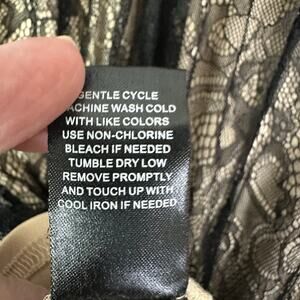 GENTLE CYCLE
MACHINE WASH COLD
WITH LIKE COLORS
USE NON-CHLORINE
BLEACH IF NEEDED
TUMBLE DRY LOW
REMOVE PROMPTLY
AND TOUCH UP WITH
COOL IRON IF NEEDED